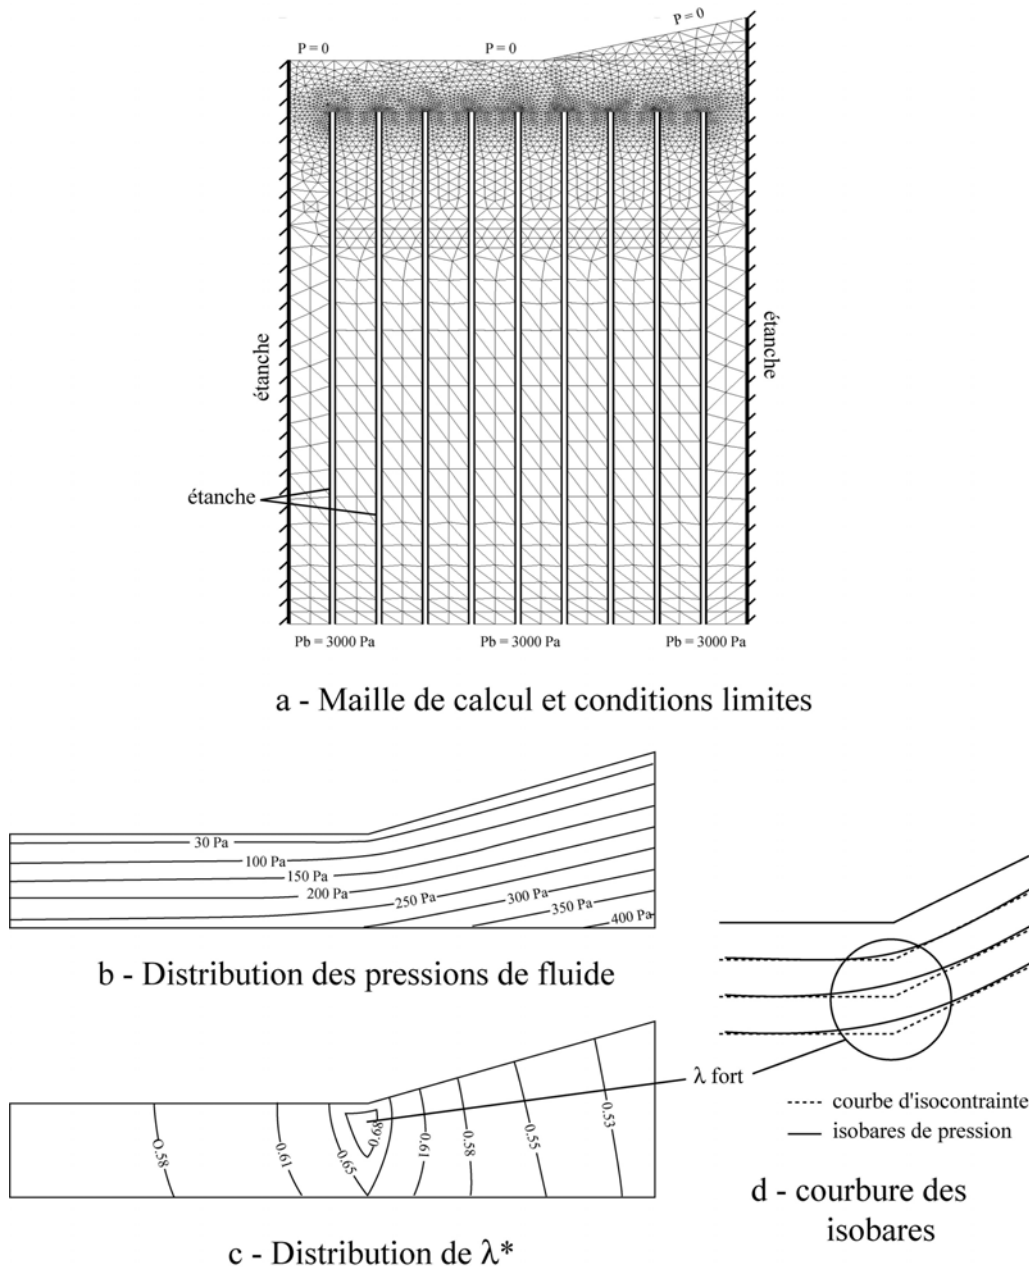 P = 0
P = 0
P = 0
étanche
étanche
étanche
Pb = 3000 Pa
Pb = 3000 Pa
Pb = 3000 Pa
a - Maille de calcul et conditions limites
30 Pa
100 Pa
150 Pa
200 Pa
250 Pa
300 Pa
350 Pa
400 Pa
b - Distribution des pressions de fluide
0.58
0.61
0.65
0.68
0.61
0.58
0.55
0.53
c - Distribution de λ*
λ fort
courbe d'isocontrainte
isobares de pression
d - courbure des
isobares